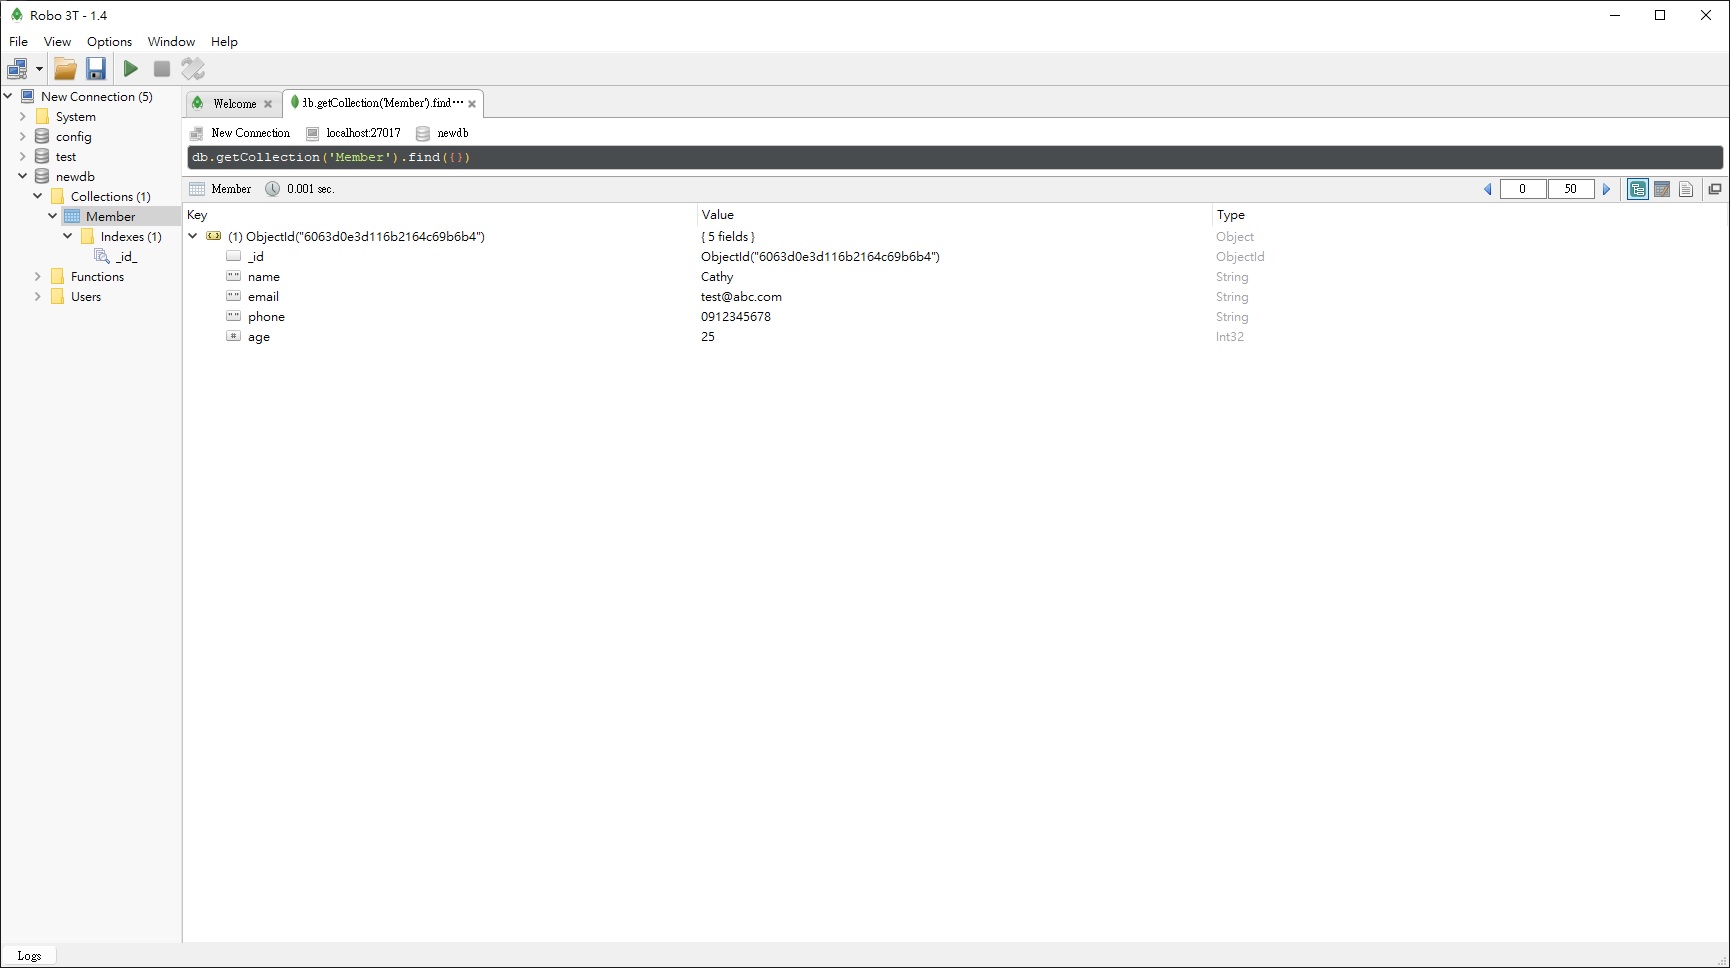 Robo 3T - 1.4
File View Options Window Help
New Connection (5)
System
config
test
newdb
Collections (1)
Member
Indexes (1)
_id_
Functions
Users
Welcome
db.getCollection('Member').find⋯
New Connection localhost:27017 newdb
db.getCollection('Member').find({})
Member 0.001 sec. 0 50
Key Value Type
(1) ObjectId("6063d0e3d116b2164c69b6b4") { 5 fields } Object
_id ObjectId("6063d0e3d116b2164c69b6b4") ObjectId
name Cathy String
email test@abc.com String
phone 0912345678 String
age 25 Int32
Logs